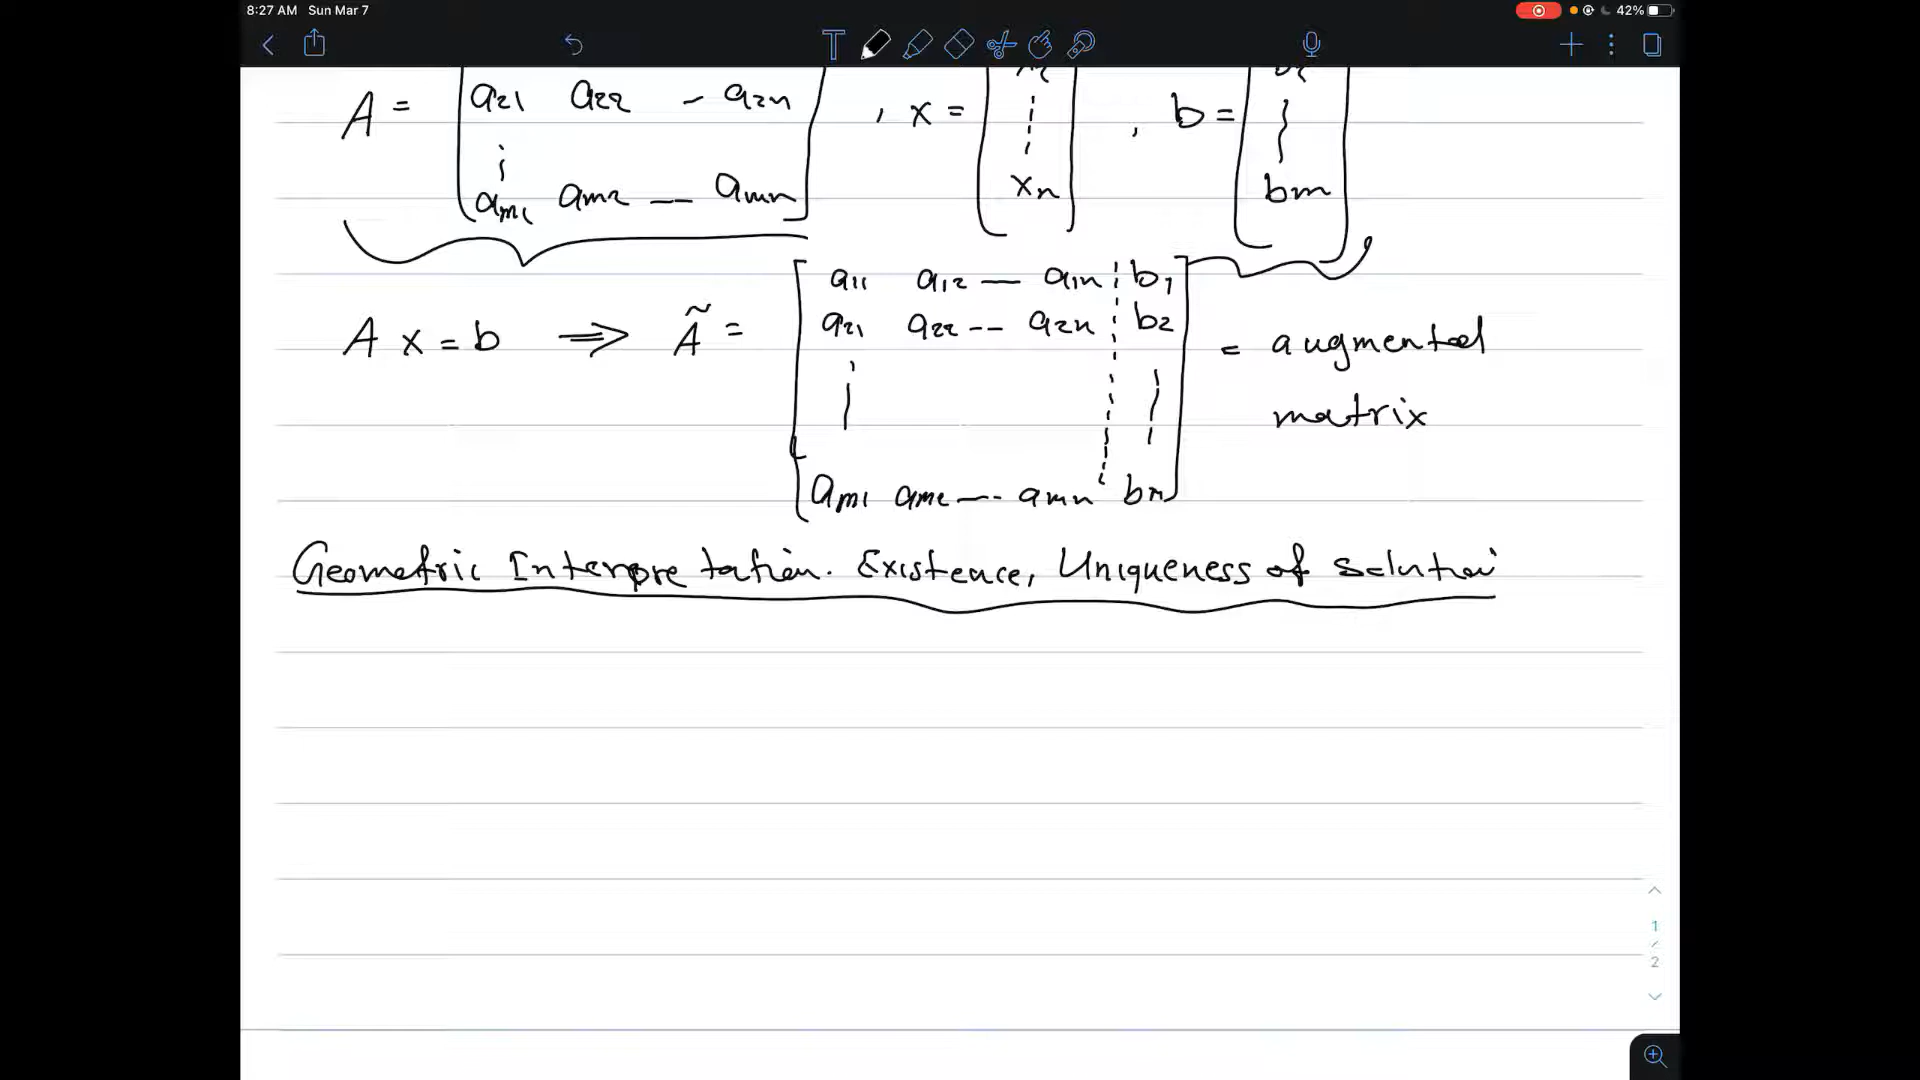 8:27 AM Sun Mar 7 42%
A = [ a21 a22 - a2n , x = [ , b = [
am1 am2 -- amn ] xn ] bm ]
[ a11 a12 — a1n ¦ b1 ]
A x = b ⟹ Ã = a21 a22 -- a2n ¦ b2 = augmented
matrix
am1 am2 --- amn bm
Geometric Interpretation. Existence, Uniqueness of solution
1
/
2